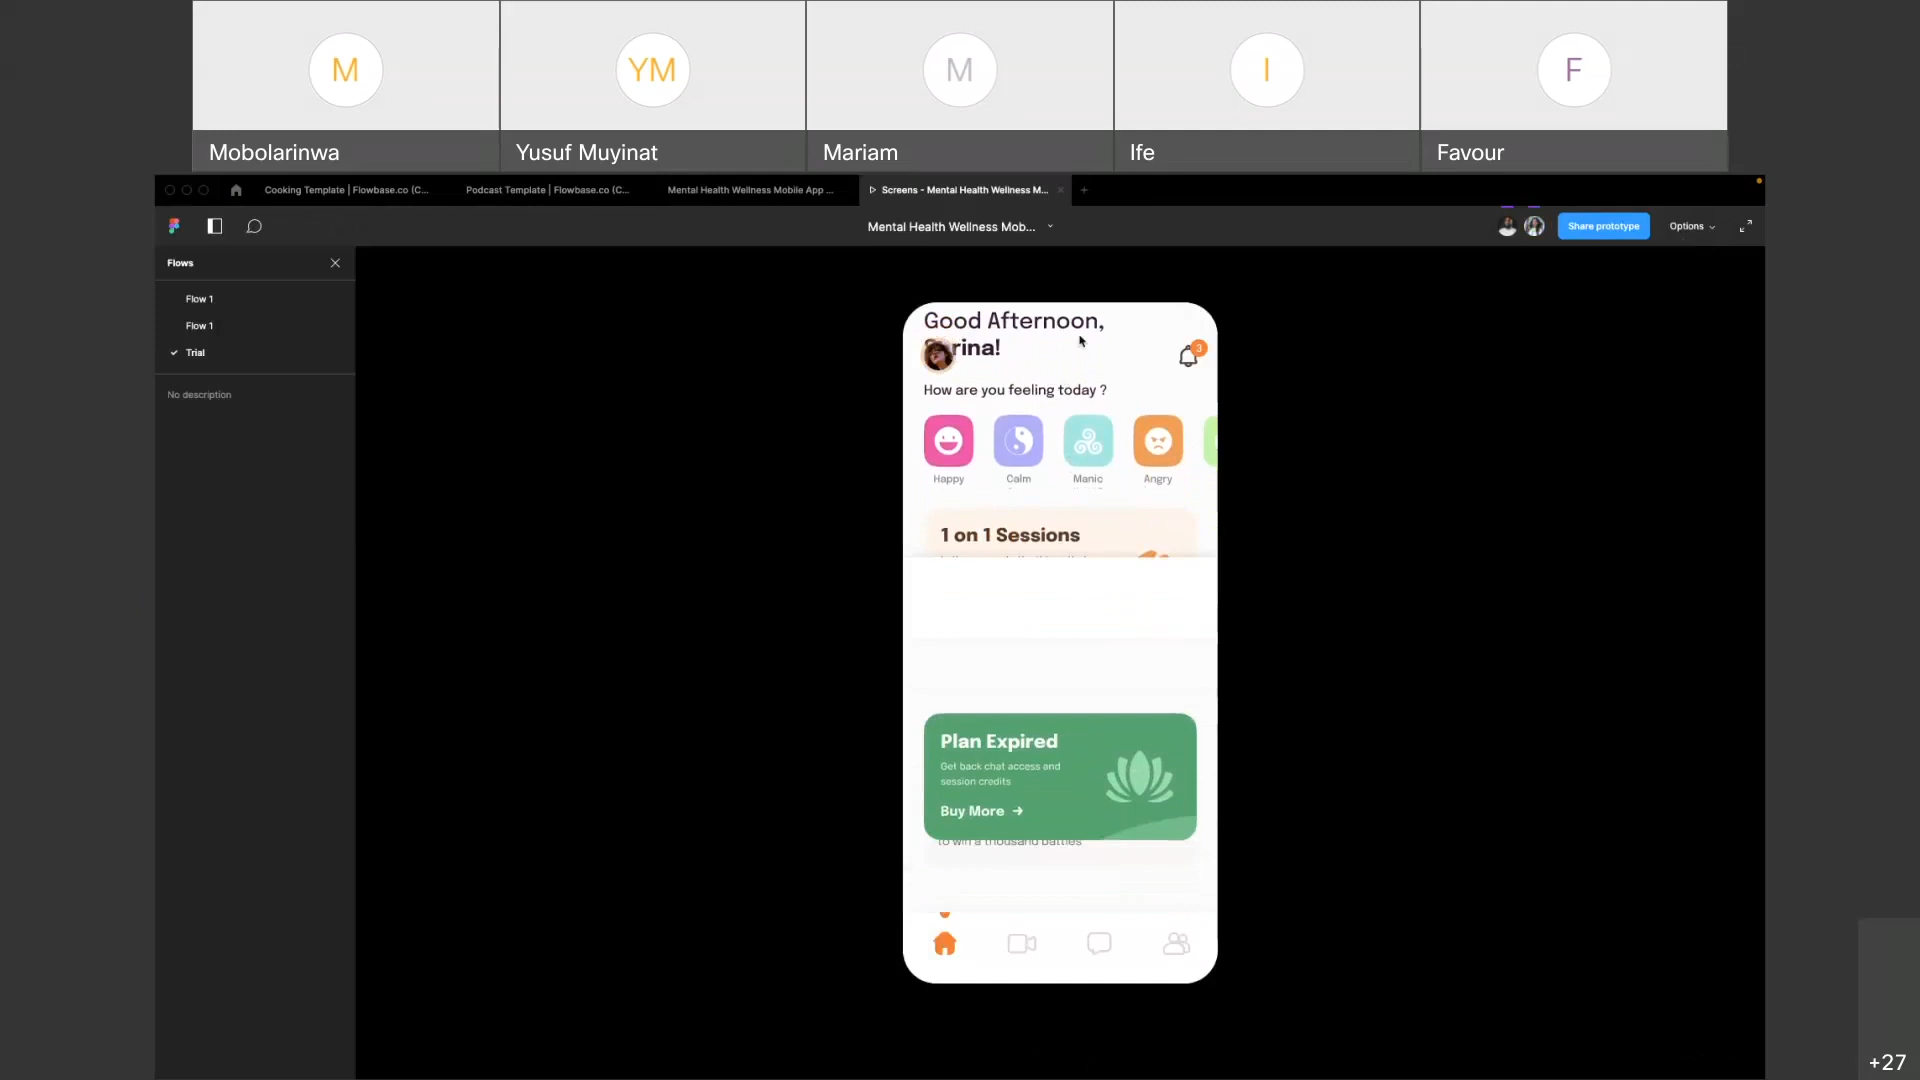 M
YM
M
I
F
Mobolarinwa
Yusuf Muyinat
Mariam
Ife
Favour
Cooking Template | Flowbase.co (C...
Podcast Template | Flowbase.co (C...
Mental Health Wellness Mobile App ...
Screens - Mental Health Wellness M...
Mental Health Wellness Mob...
Share prototype
Options
Flows
Flow 1
Flow 1
Trial
No description
Good Afternoon,
rina!
3
How are you feeling today ?
Happy
Calm
Manic
Angry
1 on 1 Sessions
Plan Expired
Get back chat access and
session credits
Buy More
to win a thousand battles
+27